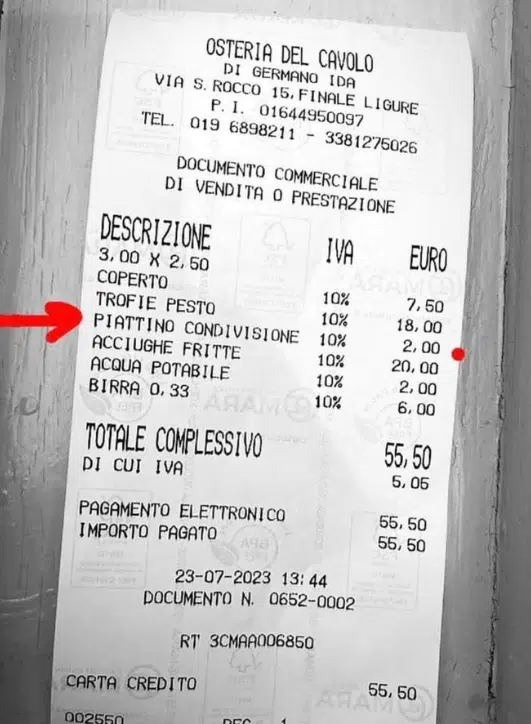 OSTERIA DEL CAVOLO
DI GERMANO IDA
VIA S. ROCCO 15, FINALE LIGURE
P. I. 01644950097
TEL. 019 6898211 - 3381275026
DOCUMENTO COMMERCIALE
DI VENDITA O PRESTAZIONE
DESCRIZIONE IVA EURO
3,00 X 2,50
COPERTO 10% 7,50
TROFIE PESTO 10% 18,00
PIATTINO CONDIVISIONE 10% 2,00
ACCIUGHE FRITTE 10% 20,00
ACQUA POTABILE 10% 2,00
BIRRA 0,33 10% 6,00
TOTALE COMPLESSIVO 55,50
DI CUI IVA 5,05
PAGAMENTO ELETTRONICO 55,50
IMPORTO PAGATO 55,50
23-07-2023 13:44
DOCUMENTO N. 0652-0002
RT 3CMAA006850
CARTA CREDITO 55,50